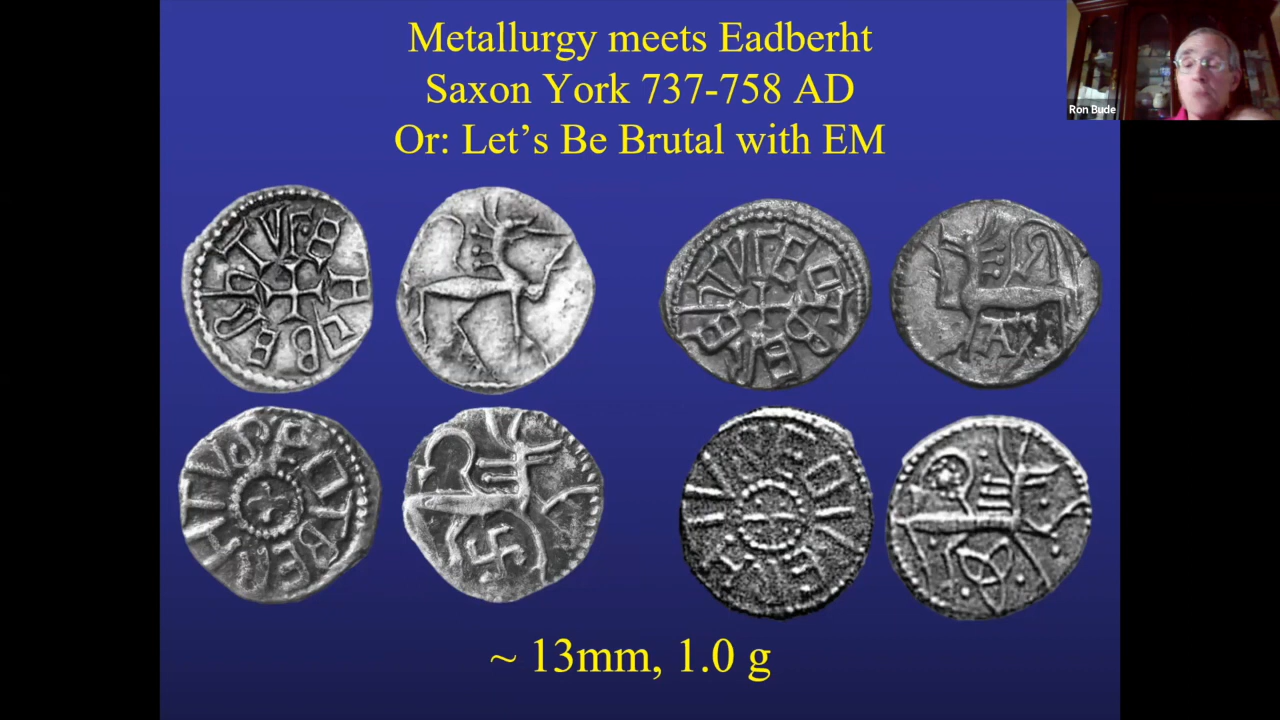 Metallurgy meets Eadberht
Saxon York 737-758 AD
Or: Let's Be Brutal with EM
Ron Bude
~ 13mm, 1.0 g